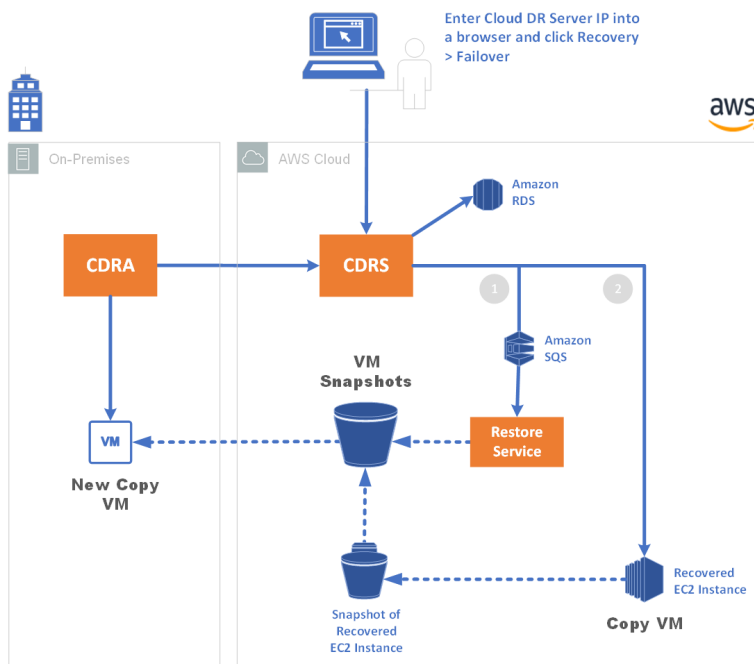 Enter Cloud DR Server IP into
a browser and click Recovery
> Failover
aws
On-Premises
AWS Cloud
Amazon
RDS
CDRA
CDRS
1
2
Amazon
SQS
VM
Snapshots
Restore
Service
VM
New Copy
VM
Recovered
EC2 Instance
Copy VM
Snapshot of
Recovered
EC2 Instance